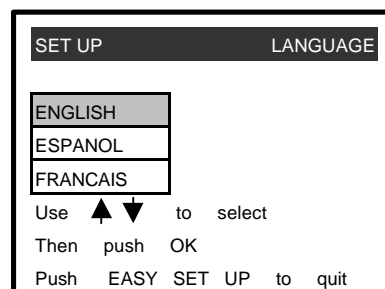 SET UP LANGUAGE
ENGLISH
ESPANOL
FRANCAIS
Use to select
Then push OK
Push EASY SET UP to quit